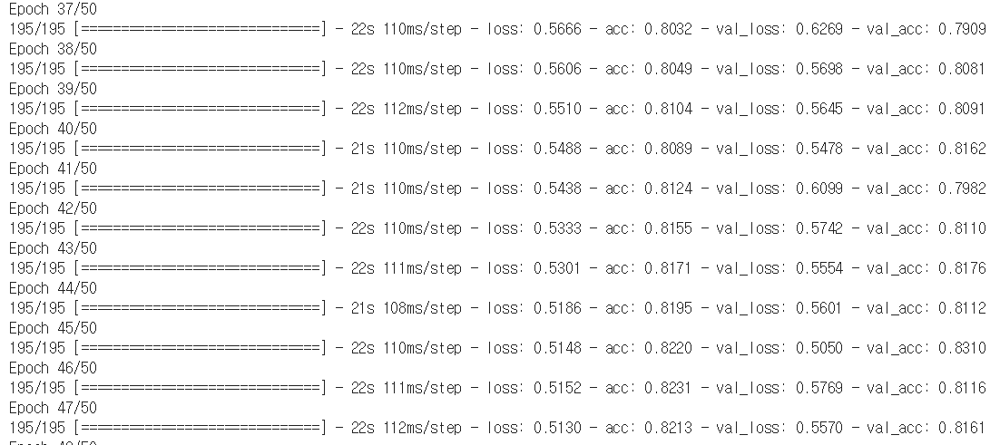 Epoch 37/50
195/195 [==============================] - 22s 110ms/step - loss: 0.5666 - acc: 0.8032 - val_loss: 0.6269 - val_acc: 0.7909
Epoch 38/50
195/195 [==============================] - 22s 110ms/step - loss: 0.5606 - acc: 0.8049 - val_loss: 0.5698 - val_acc: 0.8081
Epoch 39/50
195/195 [==============================] - 22s 112ms/step - loss: 0.5510 - acc: 0.8104 - val_loss: 0.5645 - val_acc: 0.8091
Epoch 40/50
195/195 [==============================] - 21s 110ms/step - loss: 0.5488 - acc: 0.8089 - val_loss: 0.5478 - val_acc: 0.8162
Epoch 41/50
195/195 [==============================] - 21s 110ms/step - loss: 0.5438 - acc: 0.8124 - val_loss: 0.6099 - val_acc: 0.7982
Epoch 42/50
195/195 [==============================] - 22s 110ms/step - loss: 0.5333 - acc: 0.8155 - val_loss: 0.5742 - val_acc: 0.8110
Epoch 43/50
195/195 [==============================] - 22s 111ms/step - loss: 0.5301 - acc: 0.8171 - val_loss: 0.5554 - val_acc: 0.8176
Epoch 44/50
195/195 [==============================] - 21s 108ms/step - loss: 0.5186 - acc: 0.8195 - val_loss: 0.5601 - val_acc: 0.8112
Epoch 45/50
195/195 [==============================] - 22s 110ms/step - loss: 0.5148 - acc: 0.8220 - val_loss: 0.5050 - val_acc: 0.8310
Epoch 46/50
195/195 [==============================] - 22s 111ms/step - loss: 0.5152 - acc: 0.8231 - val_loss: 0.5769 - val_acc: 0.8116
Epoch 47/50
195/195 [==============================] - 22s 112ms/step - loss: 0.5130 - acc: 0.8213 - val_loss: 0.5570 - val_acc: 0.8161